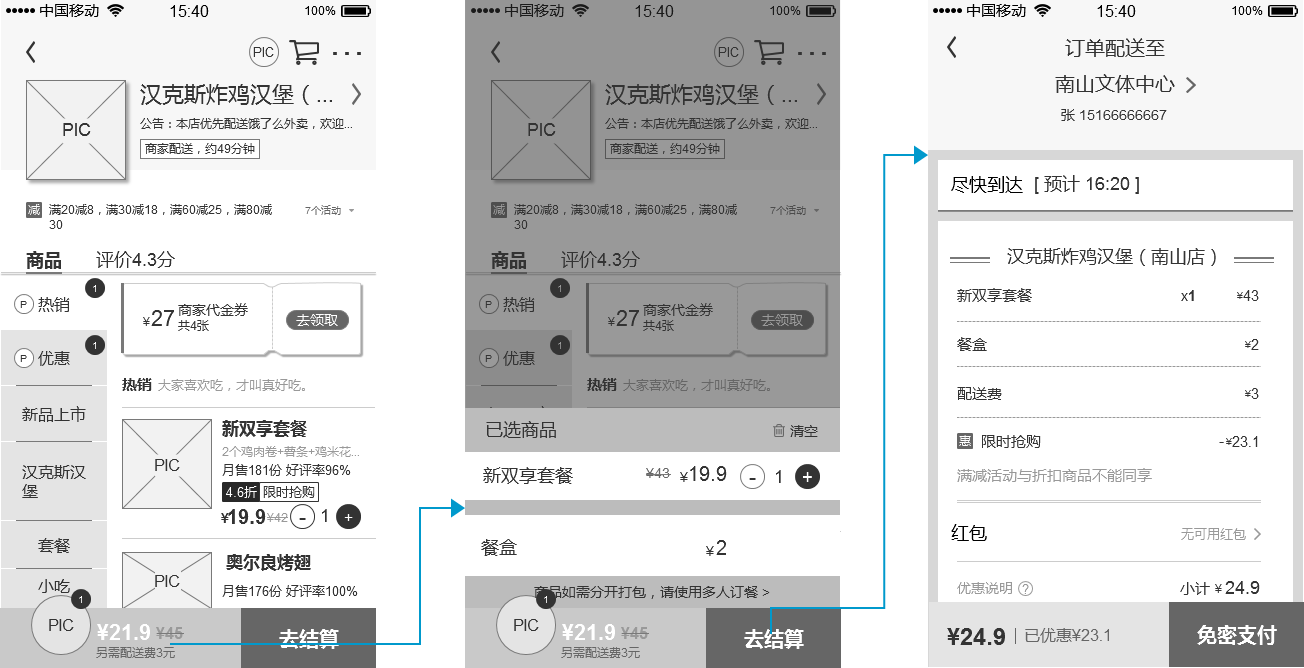 中国移动 15:40 100%
PIC
PIC
汉克斯炸鸡汉堡（ ...
公告：本店优先配送饿了么外卖，欢迎...
商家配送，约49分钟
减 满20减8，满30减18，满60减25，满80减
30
7个活动
商品 评价4.3分
P 热销 1
P 优惠 1
新品上市
汉克斯汉
堡
套餐
小吃
¥27 商家代金券
共4张
去领取
热销 大家喜欢吃，才叫真好吃。
PIC
新双享套餐
2个鸡肉卷+薯条+鸡米花...
月售181份 好评率96%
4.6折 限时抢购
¥19.9 ¥42 - 1 +
PIC
奥尔良烤翅
月售176份 好评率100%
PIC 1
¥21.9 ¥45
另需配送费3元
去结算
中国移动 15:40 100%
PIC
PIC
汉克斯炸鸡汉堡（ ...
公告：本店优先配送饿了么外卖，欢迎...
商家配送，约49分钟
减 满20减8，满30减18，满60减25，满80减
30
7个活动
商品 评价4.3分
P 热销 1
P 优惠 1
¥27 商家代金券
共4张
去领取
热销 大家喜欢吃，才叫真好吃。
已选商品 清空
新双享套餐 ¥43 ¥19.9 - 1 +
餐盒 ¥2
商品如需分开打包，请使用多人订餐 >
PIC 1
¥21.9 ¥45
另需配送费3元
去结算
中国移动 15:40 100%
订单配送至
南山文体中心
张 15166666667
尽快到达 [ 预计 16:20 ]
汉克斯炸鸡汉堡（南山店）
新双享套餐 x1 ¥43
餐盒 ¥2
配送费 ¥3
惠 限时抢购 -¥23.1
满减活动与折扣商品不能同享
红包 无可用红包
优惠说明 ? 小计 ¥24.9
¥24.9 | 已优惠¥23.1
免密支付